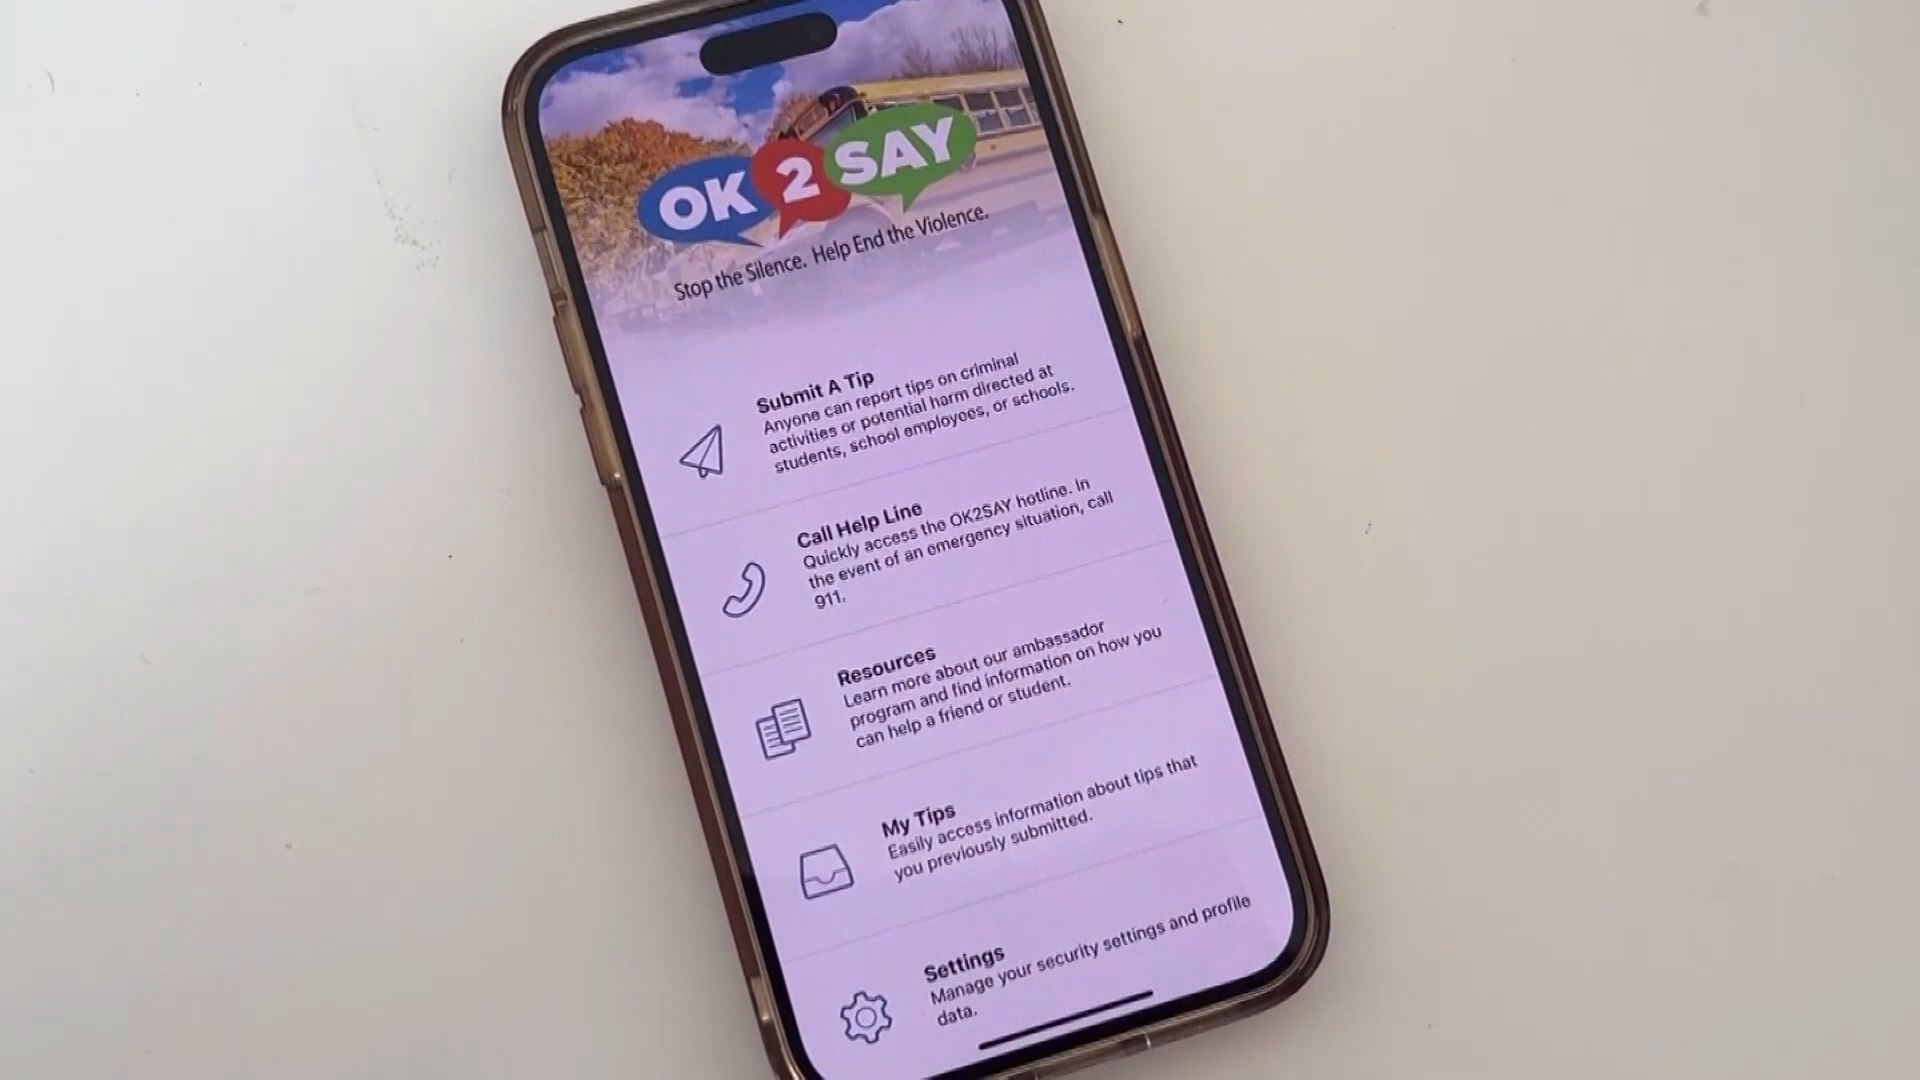 OK 2 SAY
Stop the Silence. Help End the Violence.
Submit A Tip
Anyone can report tips on criminal
activities or potential harm directed at
students, school employees, or schools.
Call Help Line
Quickly access the OK2SAY hotline. In
the event of an emergency situation, call
911.
Resources
Learn more about our ambassador
program and find information on how you
can help a friend or student.
My Tips
Easily access information about tips that
you previously submitted.
Settings
Manage your security settings and profile
data.